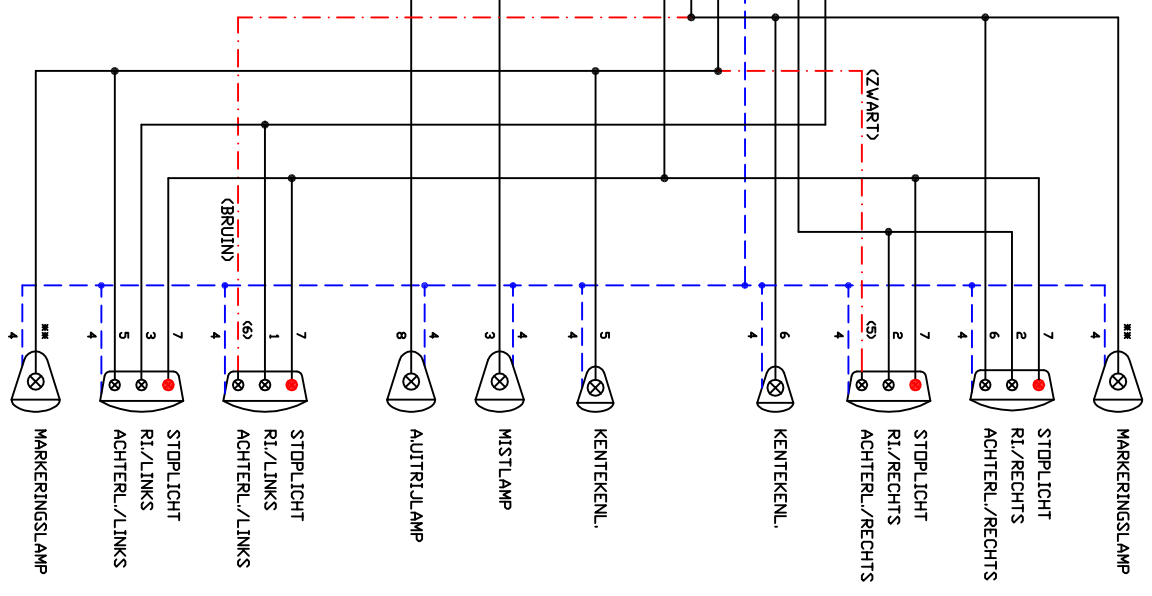 (ZWART)
(BRUIN)
** 4
4 5 3 7
4 (6) 1 7
8 4
3 4
4 5
4 6
4 (5) 2 7
4 6 2 7
4 **
MARKERINGSLAMP
ACHTERL./LINKS
RI./LINKS
STOPLICHT
ACHTERL./LINKS
RI./LINKS
STOPLICHT
A.UITRIJLAMP
MISTLAMP
KENTEKENL.
KENTEKENL.
ACHTERL./RECHTS
RI./RECHTS
STOPLICHT
ACHTERL./RECHTS
RI./RECHTS
STOPLICHT
MARKERINGSLAMP